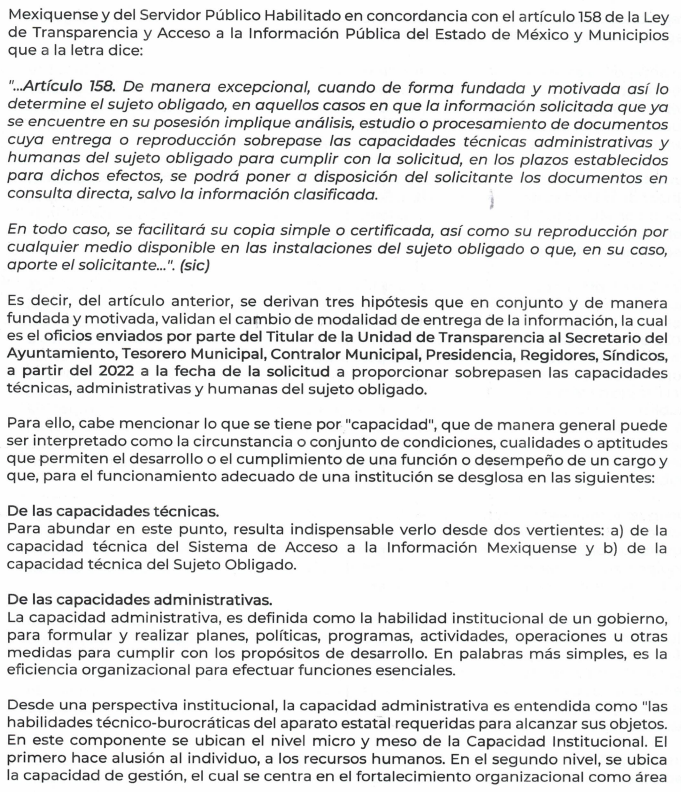 Mexiquense y del Servidor Público Habilitado en concordancia con el artículo 158 de la Ley
de Transparencia y Acceso a la Información Pública del Estado de México y Municipios
que a la letra dice:
"...Artículo 158. De manera excepcional, cuando de forma fundada y motivada así lo
determine el sujeto obligado, en aquellos casos en que la información solicitada que ya
se encuentre en su posesión implique análisis, estudio o procesamiento de documentos
cuya entrega o reproducción sobrepase las capacidades técnicas administrativas y
humanas del sujeto obligado para cumplir con la solicitud, en los plazos establecidos
para dichos efectos, se podrá poner a disposición del solicitante los documentos en
consulta directa, salvo la información clasificada.
En todo caso, se facilitará su copia simple o certificada, así como su reproducción por
cualquier medio disponible en las instalaciones del sujeto obligado o que, en su caso,
aporte el solicitante...". (sic)
Es decir, del artículo anterior, se derivan tres hipótesis que en conjunto y de manera
fundada y motivada, validan el cambio de modalidad de entrega de la información, la cual
es el oficios enviados por parte del Titular de la Unidad de Transparencia al Secretario del
Ayuntamiento, Tesorero Municipal, Contralor Municipal, Presidencia, Regidores, Síndicos,
a partir del 2022 a la fecha de la solicitud a proporcionar sobrepasen las capacidades
técnicas, administrativas y humanas del sujeto obligado.
Para ello, cabe mencionar lo que se tiene por "capacidad", que de manera general puede
ser interpretado como la circunstancia o conjunto de condiciones, cualidades o aptitudes
que permiten el desarrollo o el cumplimiento de una función o desempeño de un cargo y
que, para el funcionamiento adecuado de una institución se desglosa en las siguientes:
De las capacidades técnicas.
Para abundar en este punto, resulta indispensable verlo desde dos vertientes: a) de la
capacidad técnica del Sistema de Acceso a la Información Mexiquense y b) de la
capacidad técnica del Sujeto Obligado.
De las capacidades administrativas.
La capacidad administrativa, es definida como la habilidad institucional de un gobierno,
para formular y realizar planes, políticas, programas, actividades, operaciones u otras
medidas para cumplir con los propósitos de desarrollo. En palabras más simples, es la
eficiencia organizacional para efectuar funciones esenciales.
Desde una perspectiva institucional, la capacidad administrativa es entendida como "las
habilidades técnico-burocráticas del aparato estatal requeridas para alcanzar sus objetos.
En este componente se ubican el nivel micro y meso de la Capacidad Institucional. El
primero hace alusión al individuo, a los recursos humanos. En el segundo nivel, se ubica
la capacidad de gestión, el cual se centra en el fortalecimiento organizacional como área